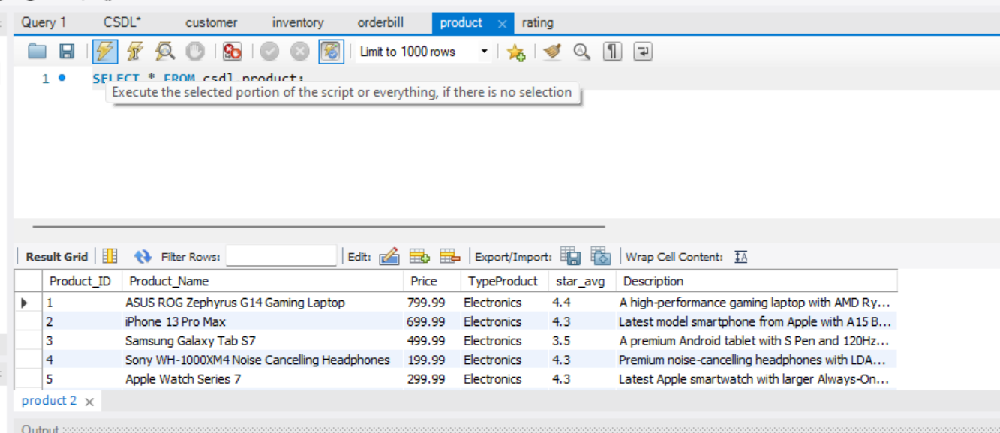 Query 1 CSDL* customer inventory orderbill product × rating
Limit to 1000 rows
1 SELECT * FROM csdl.product;
Execute the selected portion of the script or everything, if there is no selection
Result Grid Filter Rows: Edit: Export/Import: Wrap Cell Content: IA
Product_ID Product_Name Price TypeProduct star_avg Description
1 ASUS ROG Zephyrus G14 Gaming Laptop 799.99 Electronics 4.4 A high-performance gaming laptop with AMD Ry...
2 iPhone 13 Pro Max 699.99 Electronics 4.3 Latest model smartphone from Apple with A15 B...
3 Samsung Galaxy Tab S7 499.99 Electronics 3.5 A premium Android tablet with S Pen and 120Hz...
4 Sony WH-1000XM4 Noise Cancelling Headphones 199.99 Electronics 4.3 Premium noise-cancelling headphones with LDA...
5 Apple Watch Series 7 299.99 Electronics 4.3 Latest Apple smartwatch with larger Always-On...
product 2 ×
Output